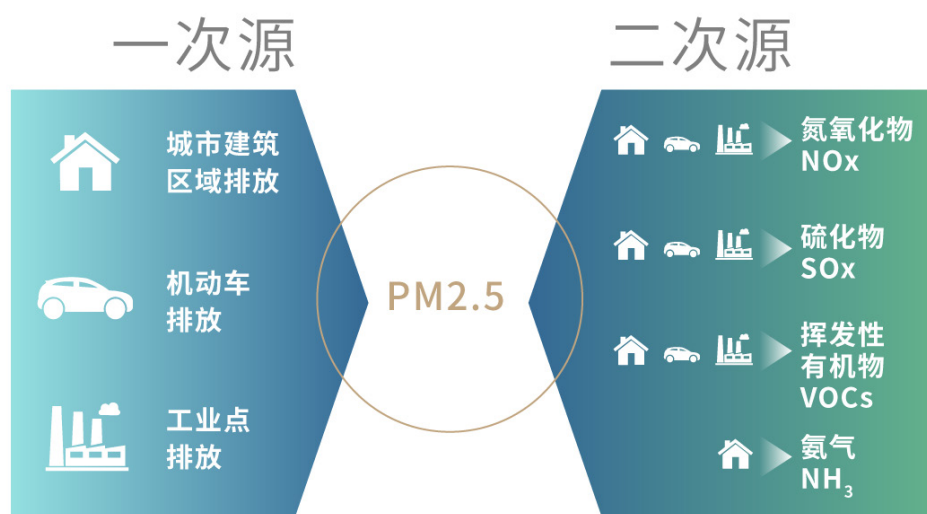 一次源
二次源
城市建筑
区域排放
机动车
排放
工业点
排放
PM2.5
氮氧化物
NOx
硫化物
SOx
挥发性
有机物
VOCs
氨气
NH₃